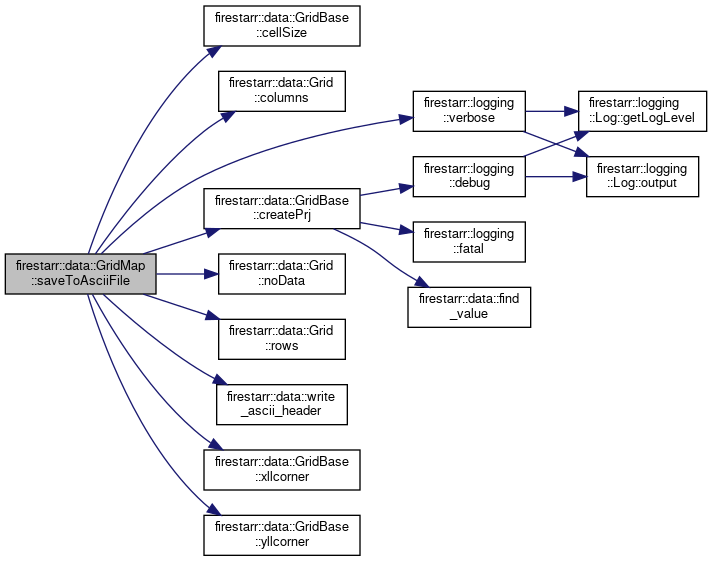 firestarr::data::GridMap
::saveToAsciiFile
firestarr::data::GridBase
::cellSize
firestarr::data::Grid
::columns
firestarr::logging
::verbose
firestarr::logging
::Log::getLogLevel
firestarr::logging
::Log::output
firestarr::data::GridBase
::createPrj
firestarr::logging
::debug
firestarr::logging
::fatal
firestarr::data::find
_value
firestarr::data::Grid
::noData
firestarr::data::Grid
::rows
firestarr::data::write
_ascii_header
firestarr::data::GridBase
::xllcorner
firestarr::data::GridBase
::yllcorner